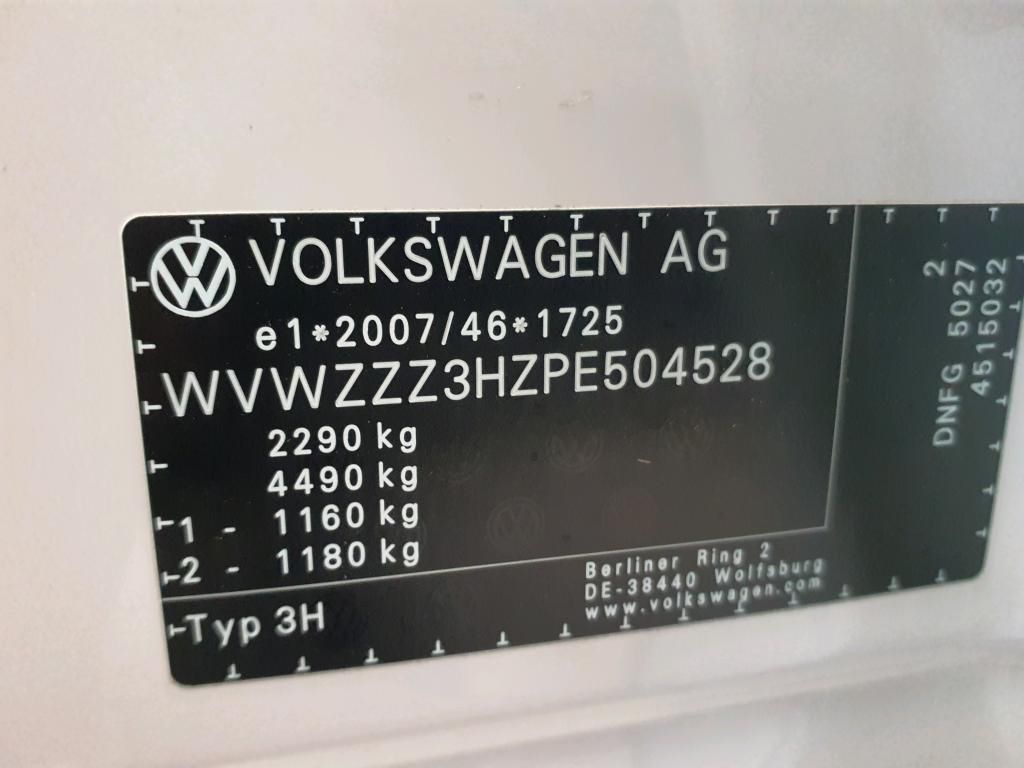 VOLKSWAGEN AG
e1*2007/46*1725
WVWZZZ3HZPE504528
2290 kg
4490 kg
1 - 1160 kg
2 - 1180 kg
Typ 3H
Berliner Ring 2
DE-38440 Wolfsburg
www.volkswagen.com
DNFG 5027 2
4515032